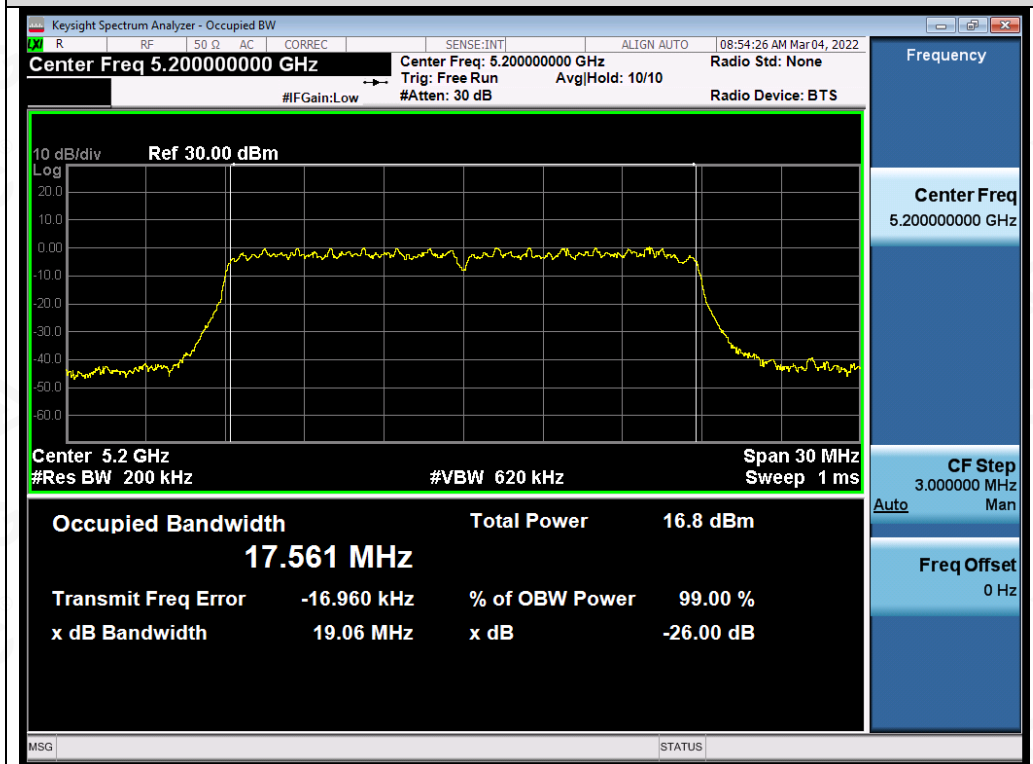 Keysight Spectrum Analyzer - Occupied BW
LXI R RF 50 Ω AC CORREC SENSE:INT ALIGN AUTO 08:54:26 AM Mar 04, 2022
Center Freq 5.200000000 GHz
Center Freq: 5.200000000 GHz
Radio Std: None
Trig: Free Run Avg|Hold: 10/10
#IFGain:Low
#Atten: 30 dB
Radio Device: BTS
10 dB/div Ref 30.00 dBm
Log
20.0
10.0
0.00
-10.0
-20.0
-30.0
-40.0
-50.0
-60.0
Center 5.2 GHz Span 30 MHz
#Res BW 200 kHz #VBW 620 kHz Sweep 1 ms
Occupied Bandwidth Total Power 16.8 dBm
17.561 MHz
Transmit Freq Error -16.960 kHz % of OBW Power 99.00 %
x dB Bandwidth 19.06 MHz x dB -26.00 dB
Frequency
Center Freq
5.200000000 GHz
CF Step
3.000000 MHz
Auto Man
Freq Offset
0 Hz
MSG STATUS